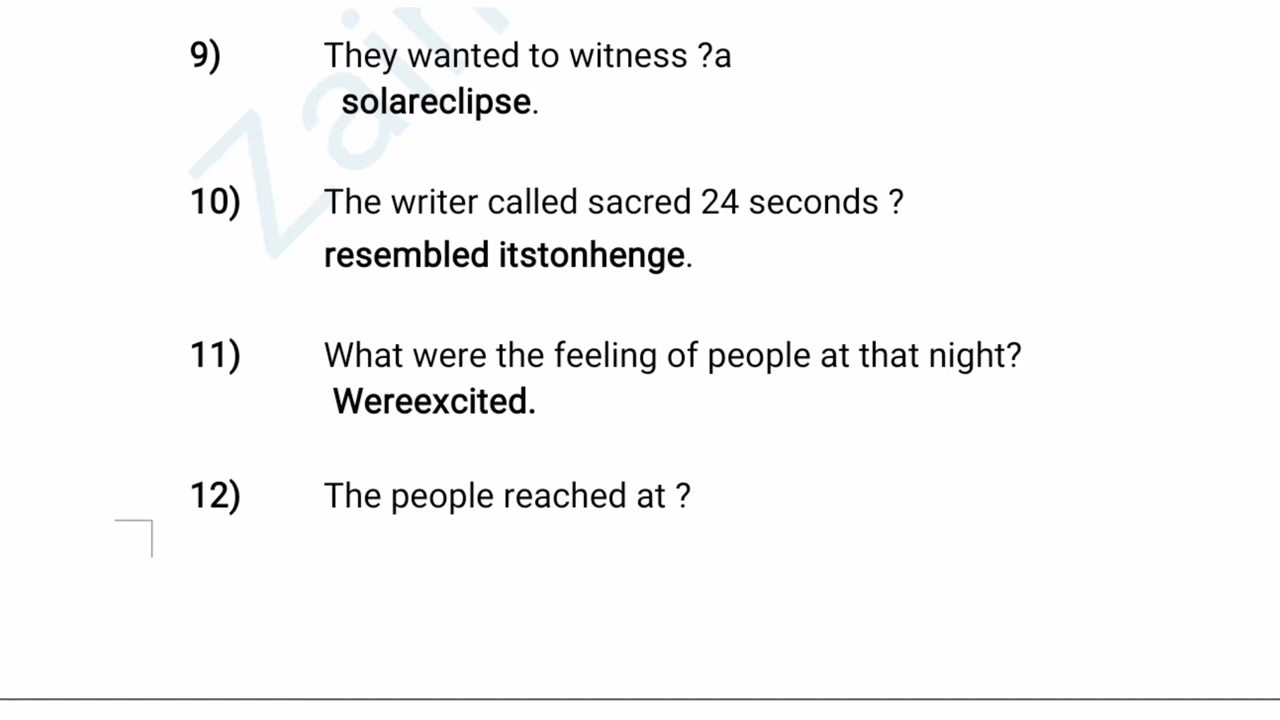 9) They wanted to witness ?a
solareclipse.
10) The writer called sacred 24 seconds ?
resembled itstonhenge.
11) What were the feeling of people at that night?
Wereexcited.
12) The people reached at ?
Zain